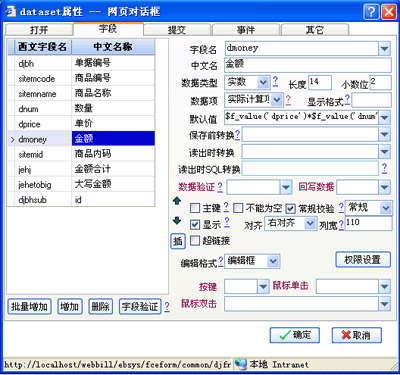 dataset属性 -- 网页对话框
打开 字段 提交 事件 其它
西文字段名 中文名称
djbh 单据编号
sitemcode 商品编号
sitemname 商品名称
dnum 数量
dprice 单价
dmoney 金额
sitemid 商品内码
jehj 金额合计
jehetobig 大写金额
djbhsub id
字段名 dmoney
中文名 金额
数据类型 实数 ? 长度 14 小数位 2
数据项 实际计算项 ? 显示格式
默认值 $f_value('dprice')*$f_value('dnum'
保存前转换 ?
读出时转换
读出时SQL转换 ?
数据验证 ? 回写数据 ?
主键 ? 不能为空 常规校验 ? 常规
显示 ? 对齐 右对齐 列宽 ? 110
插 超链接
编辑格式 ? 编辑框 权限设置
按键 鼠标单击
鼠标双击
批量增加 增加 删除 字段验证 ?
确定 取消
http://localhost/webbill/ebsys/fceform/common/djfr 本地 Intranet